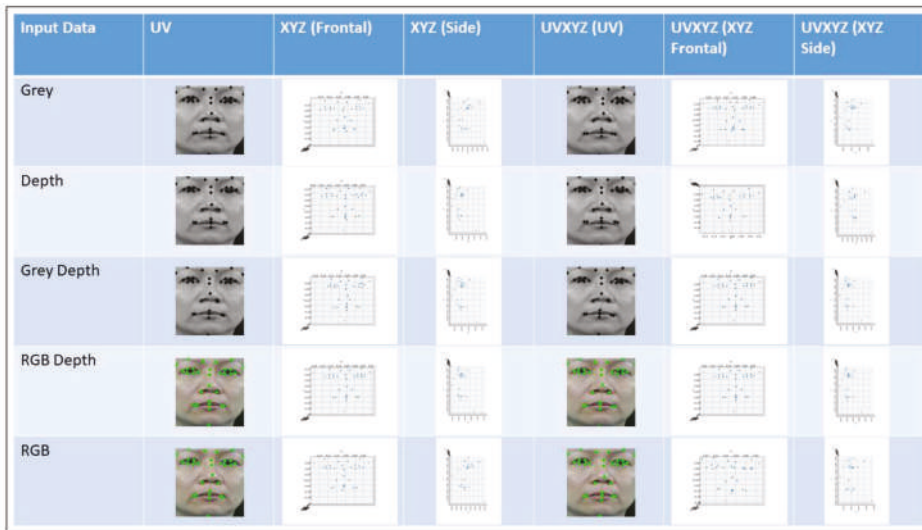 Input Data
UV
XYZ (Frontal)
XYZ (Side)
UVXYZ (UV)
UVXYZ (XYZ
Frontal)
UVXYZ (XYZ
Side)
Grey
Depth
Grey Depth
RGB Depth
RGB